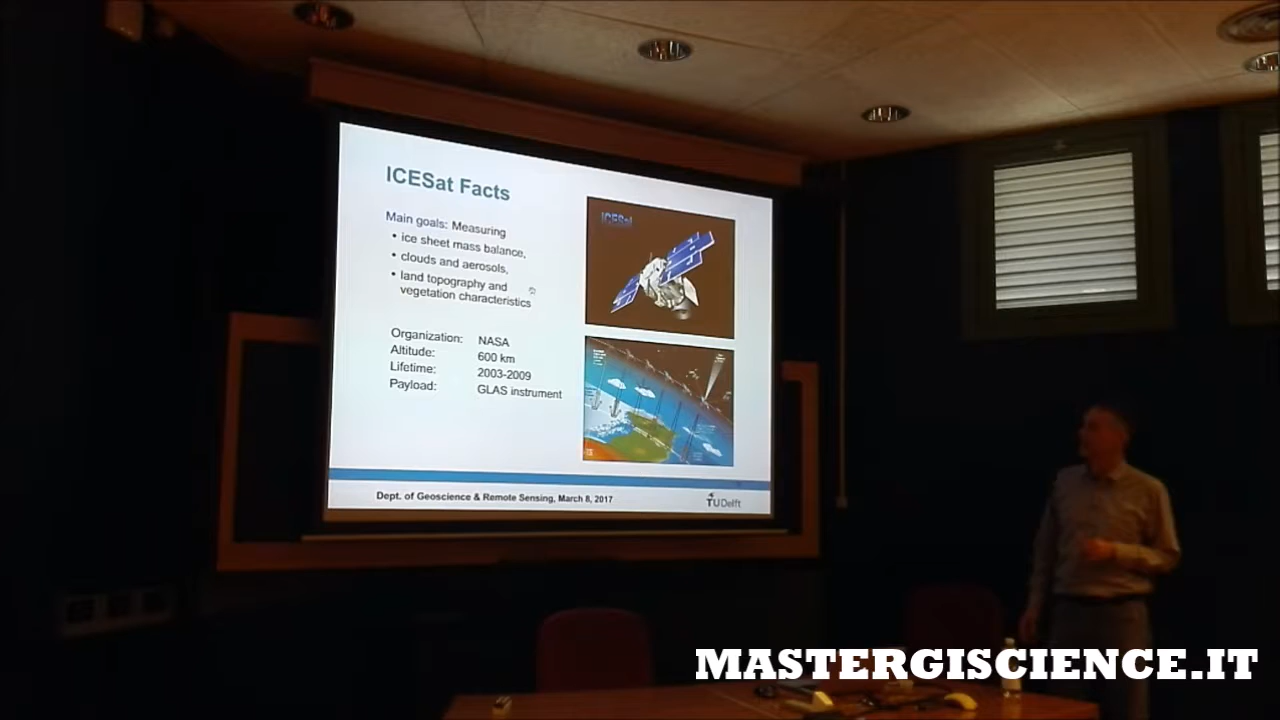 ICESat Facts
Main goals: Measuring
• ice sheet mass balance,
• clouds and aerosols,
• land topography and
vegetation characteristics
Organization: NASA
Altitude: 600 km
Lifetime: 2003-2009
Payload: GLAS instrument
ICESat
Dept. of Geoscience & Remote Sensing, March 8, 2017
TUDelft
MASTERGISCIENCE.IT